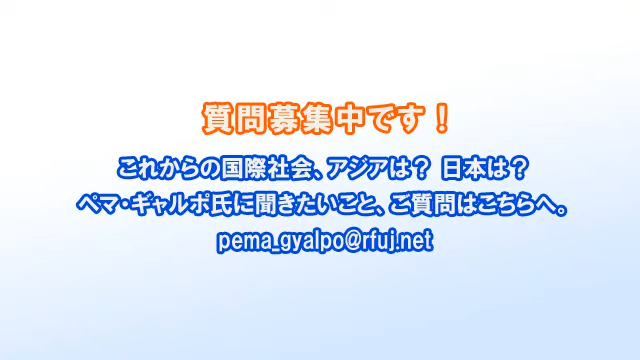 質問募集中です！
これからの国際社会、アジアは？ 日本は？
ペマ・ギャルポ氏に聞きたいこと、ご質問はこちらへ。
pema_gyalpo@rfuj.net